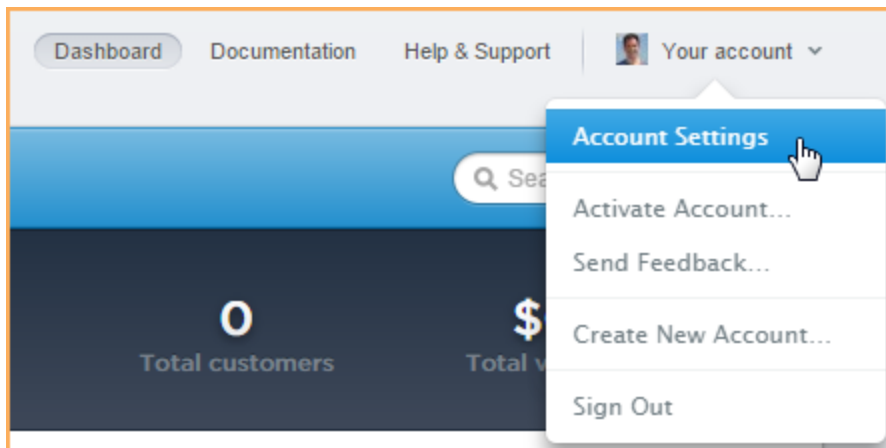 Dashboard Documentation Help & Support Your account
Account Settings
Activate Account...
Send Feedback...
Create New Account...
Sign Out
0
Total customers
$
Total